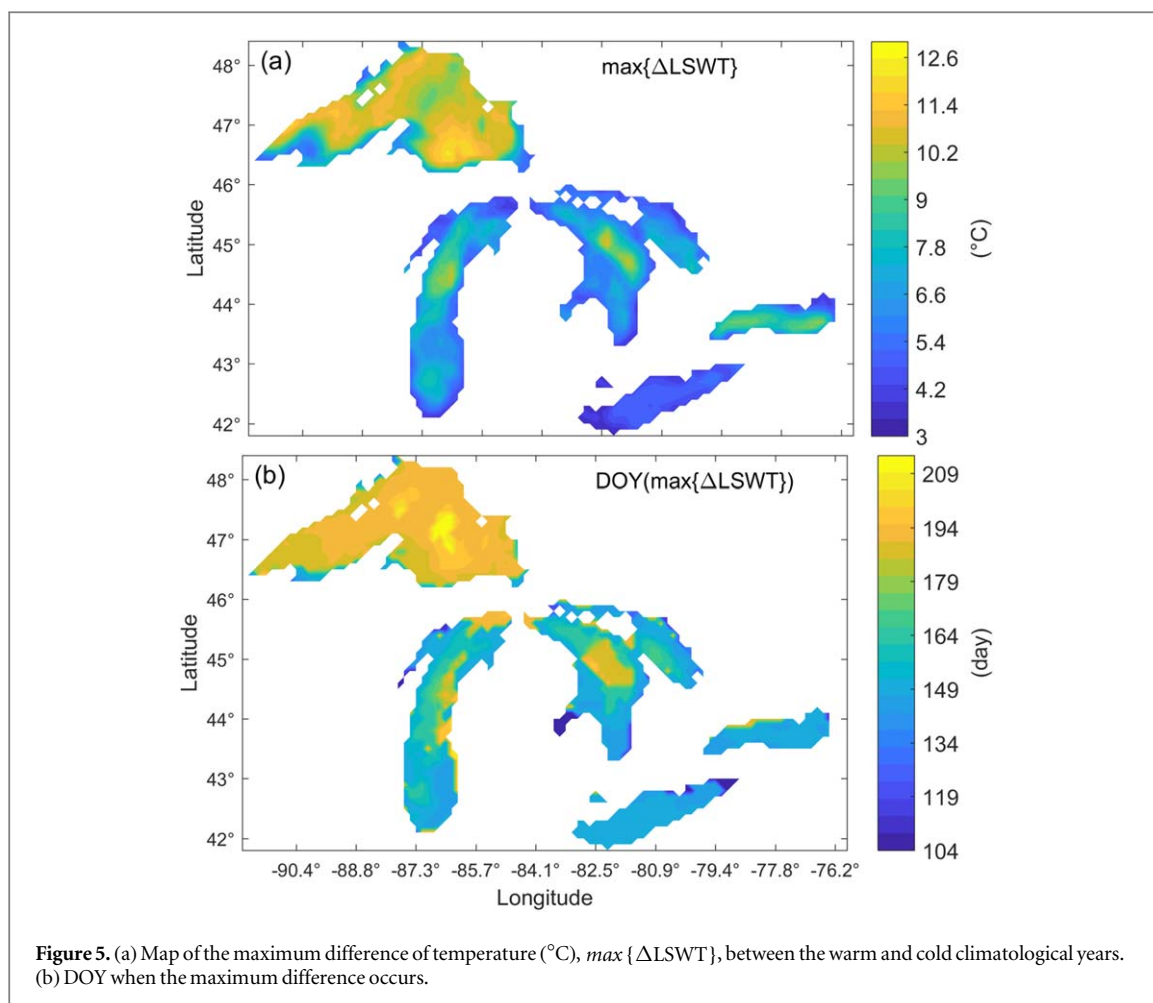 (a)
max{ΔLSWT}
48°
47°
46°
45°
44°
43°
42°
Latitude
12.6
11.4
10.2
9
7.8
6.6
5.4
4.2
3
(°C)
(b)
DOY(max{ΔLSWT})
48°
47°
46°
45°
44°
43°
42°
Latitude
209
194
179
164
149
134
119
104
(day)
-90.4° -88.8° -87.3° -85.7° -84.1° -82.5° -80.9° -79.4° -77.8° -76.2°
Longitude
Figure 5. (a) Map of the maximum difference of temperature (°C), max {ΔLSWT}, between the warm and cold climatological years.
(b) DOY when the maximum difference occurs.